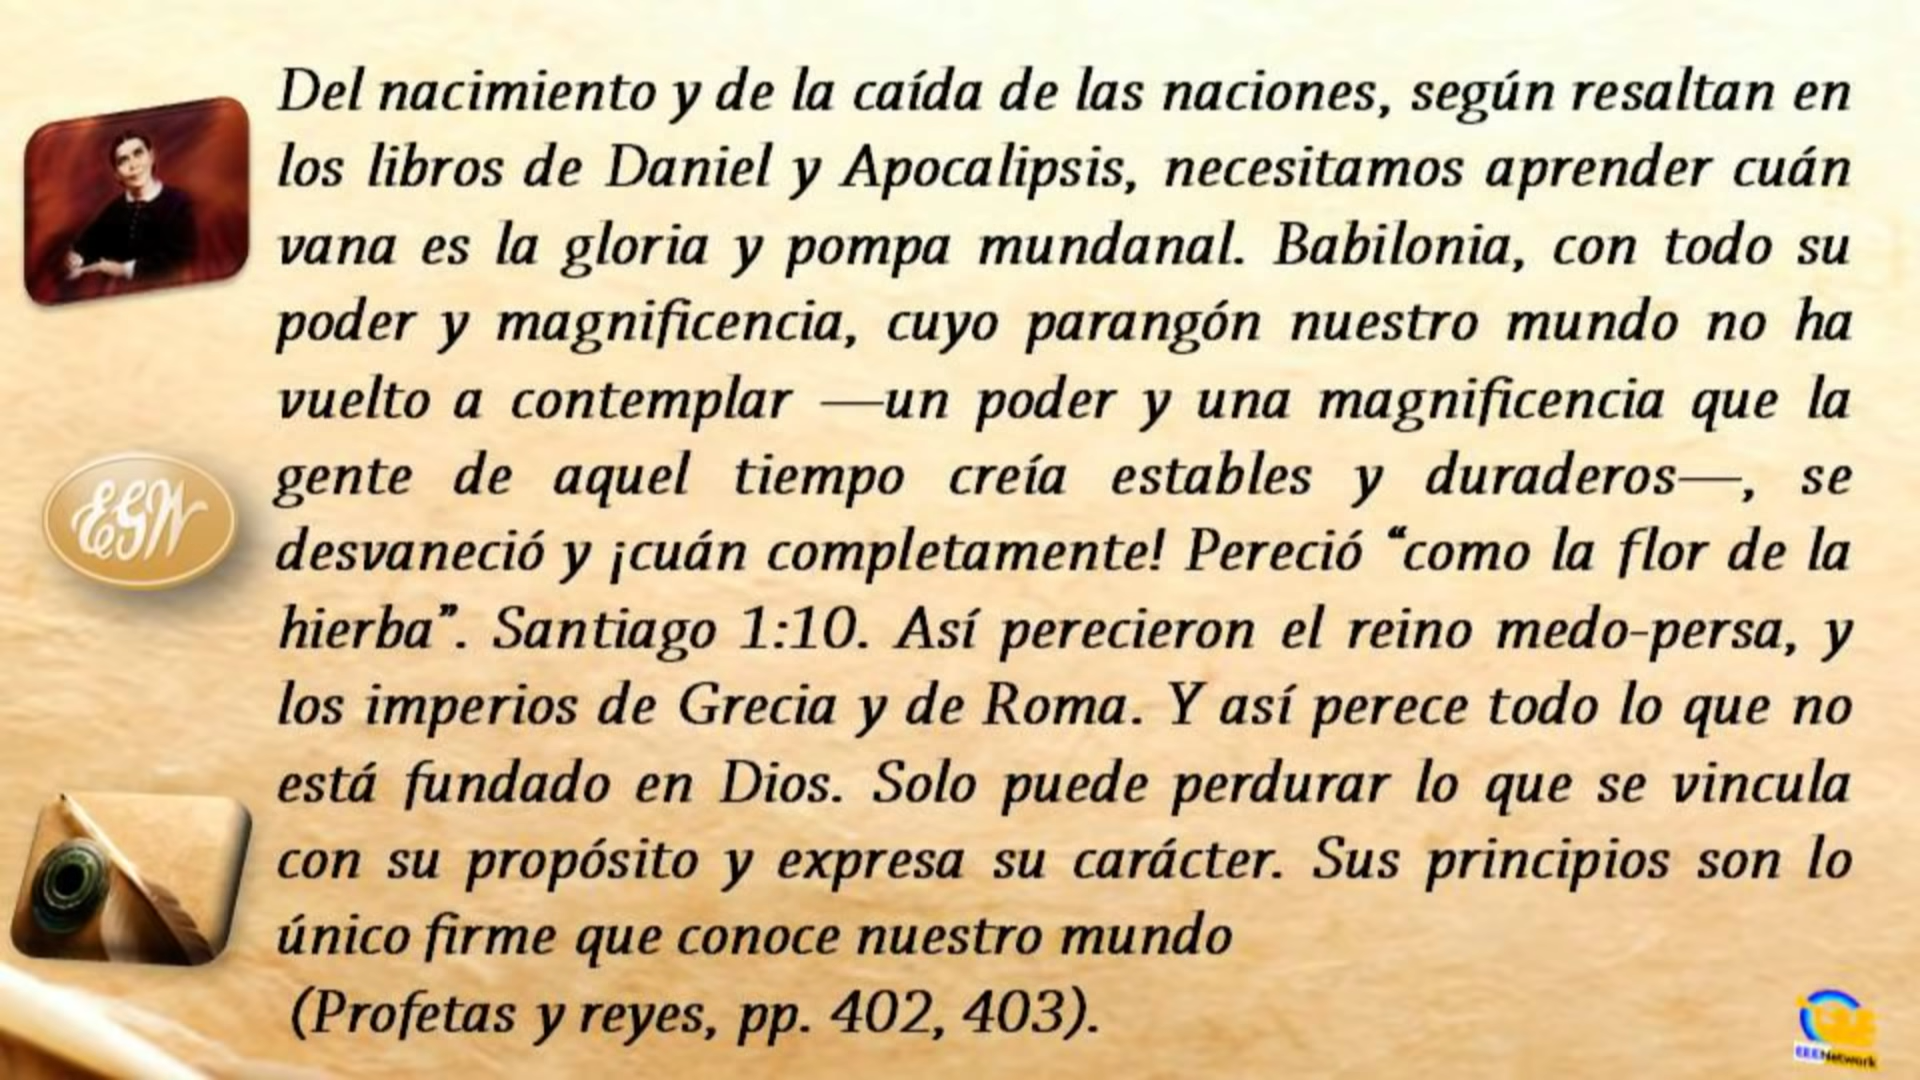 Del nacimiento y de la caída de las naciones, según resaltan en
los libros de Daniel y Apocalipsis, necesitamos aprender cuán
vana es la gloria y pompa mundanal. Babilonia, con todo su
poder y magnificencia, cuyo parangón nuestro mundo no ha
vuelto a contemplar —un poder y una magnificencia que la
gente de aquel tiempo creía estables y duraderos—, se
desvaneció y ¡cuán completamente! Pereció “como la flor de la
hierba”. Santiago 1:10. Así perecieron el reino medo-persa, y
los imperios de Grecia y de Roma. Y así perece todo lo que no
está fundado en Dios. Solo puede perdurar lo que se vincula
con su propósito y expresa su carácter. Sus principios son lo
único firme que conoce nuestro mundo
(Profetas y reyes, pp. 402, 403).
EGW
EEENetwork